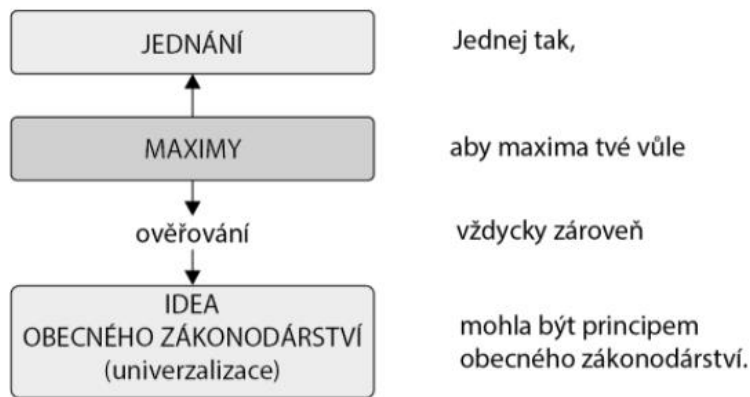 JEDNÁNÍ
Jednej tak,
MAXIMY
aby maxima tvé vůle
ověřování
vždycky zároveň
IDEA
OBECNÉHO ZÁKONODÁRSTVÍ
(univerzalizace)
mohla být principem
obecného zákonodárství.